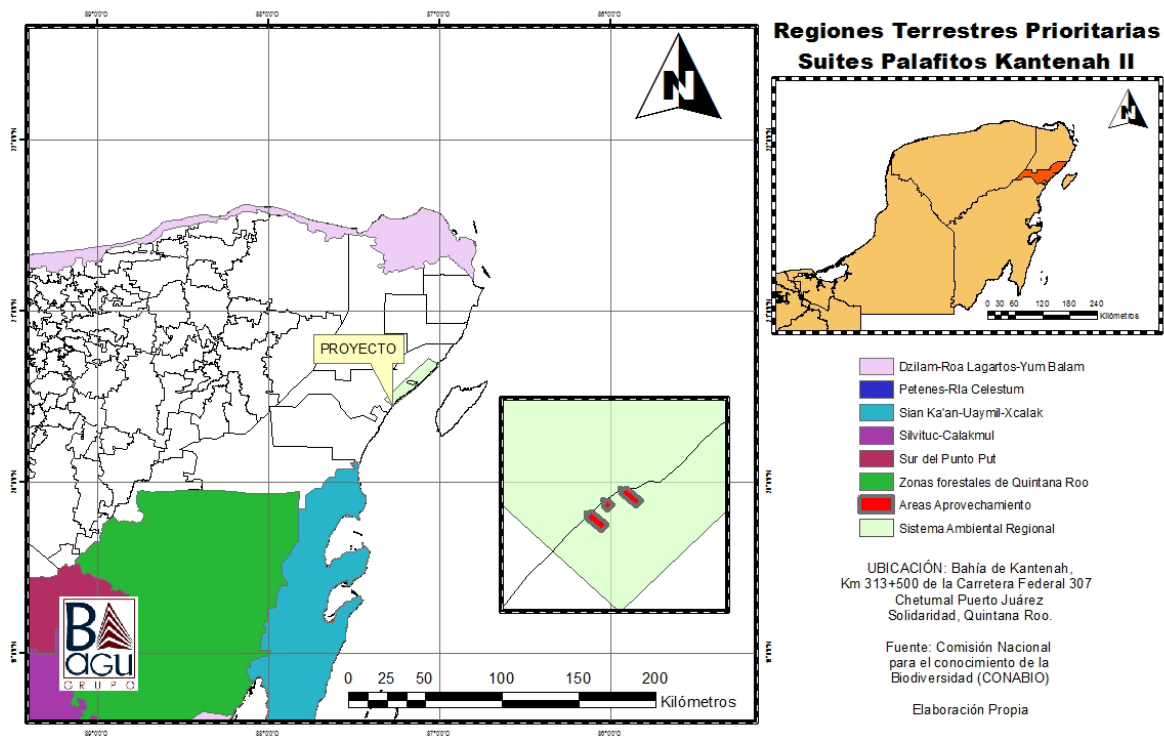 Regiones Terrestres Prioritarias
Suites Palafitos Kantenah II
N
N
PROYECTO
0 30 60 120 180 240
Kilómetros
Dzilam-Roa Lagartos-Yum Balam
Petenes-RIa Celestum
Sian Ka'an-Uaymil-Xcalak
Silvituc-Calakmul
Sur del Punto Put
Zonas forestales de Quintana Roo
Areas Aprovechamiento
Sistema Ambiental Regional
UBICACIÓN: Bahía de Kantenah,
Km 313+500 de la Carretera Federal 307
Chetumal Puerto Juárez
Solidaridad, Quintana Roo.
Fuente: Comisión Nacional
para el conocimiento de la
Biodiversidad (CONABIO)
Elaboración Propia
BAGU
GRUPO
0 25 50 100 150 200
Kilómetros